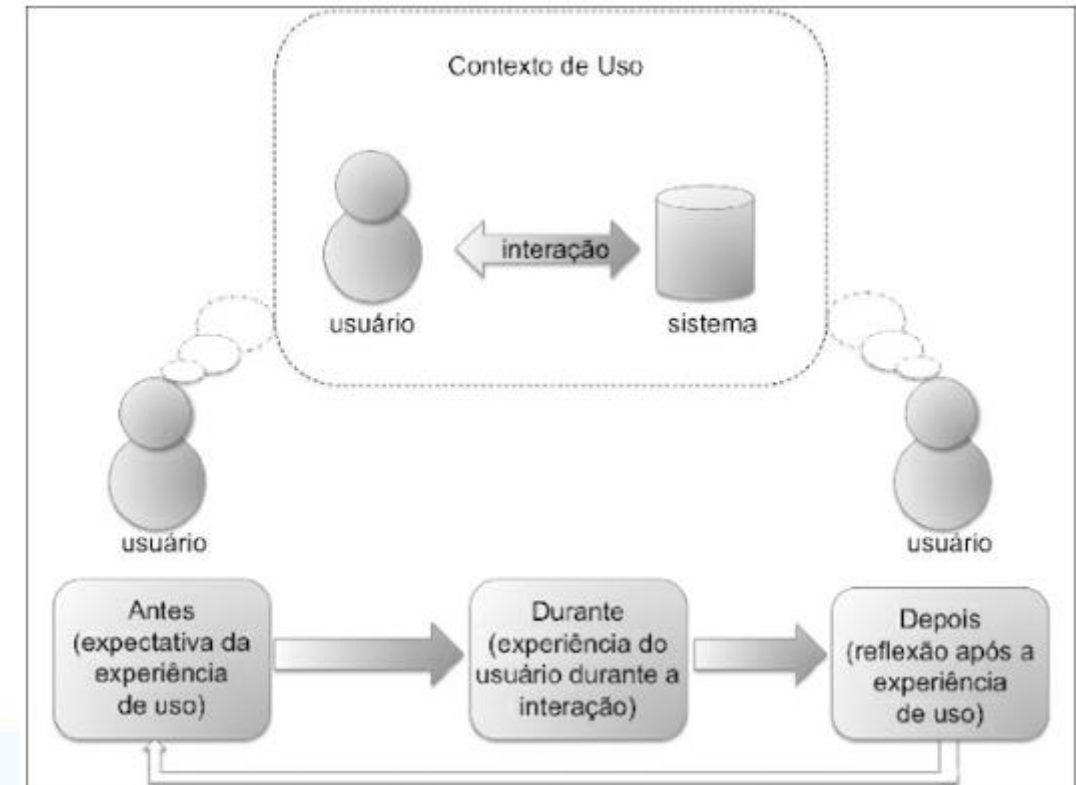 Contexto de Uso
interação
usuário
sistema
usuário
usuário
Antes
(expectativa da
experiência
de uso)
Durante
(experiência do
usuário durante a
interação)
Depois
(reflexão após a
experiência
de uso)